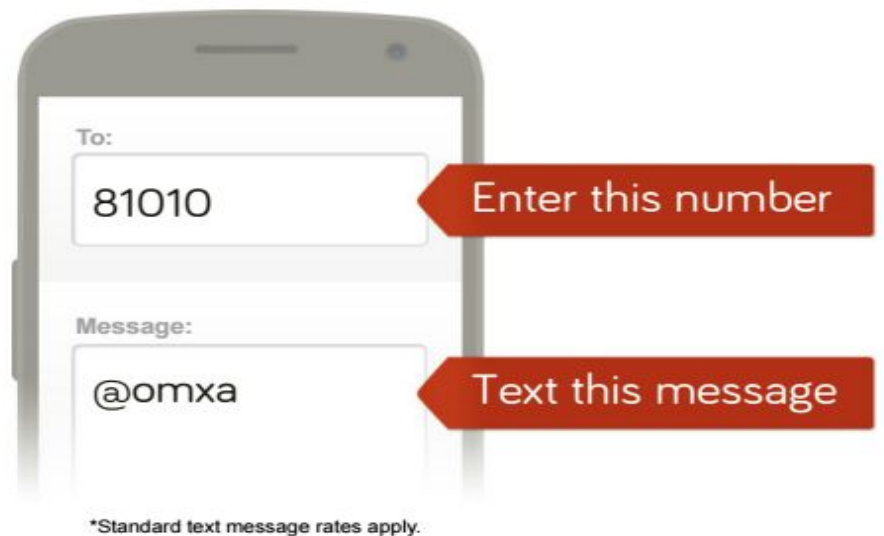 To:
81010
Enter this number
Message:
@omxa
Text this message
*Standard text message rates apply.